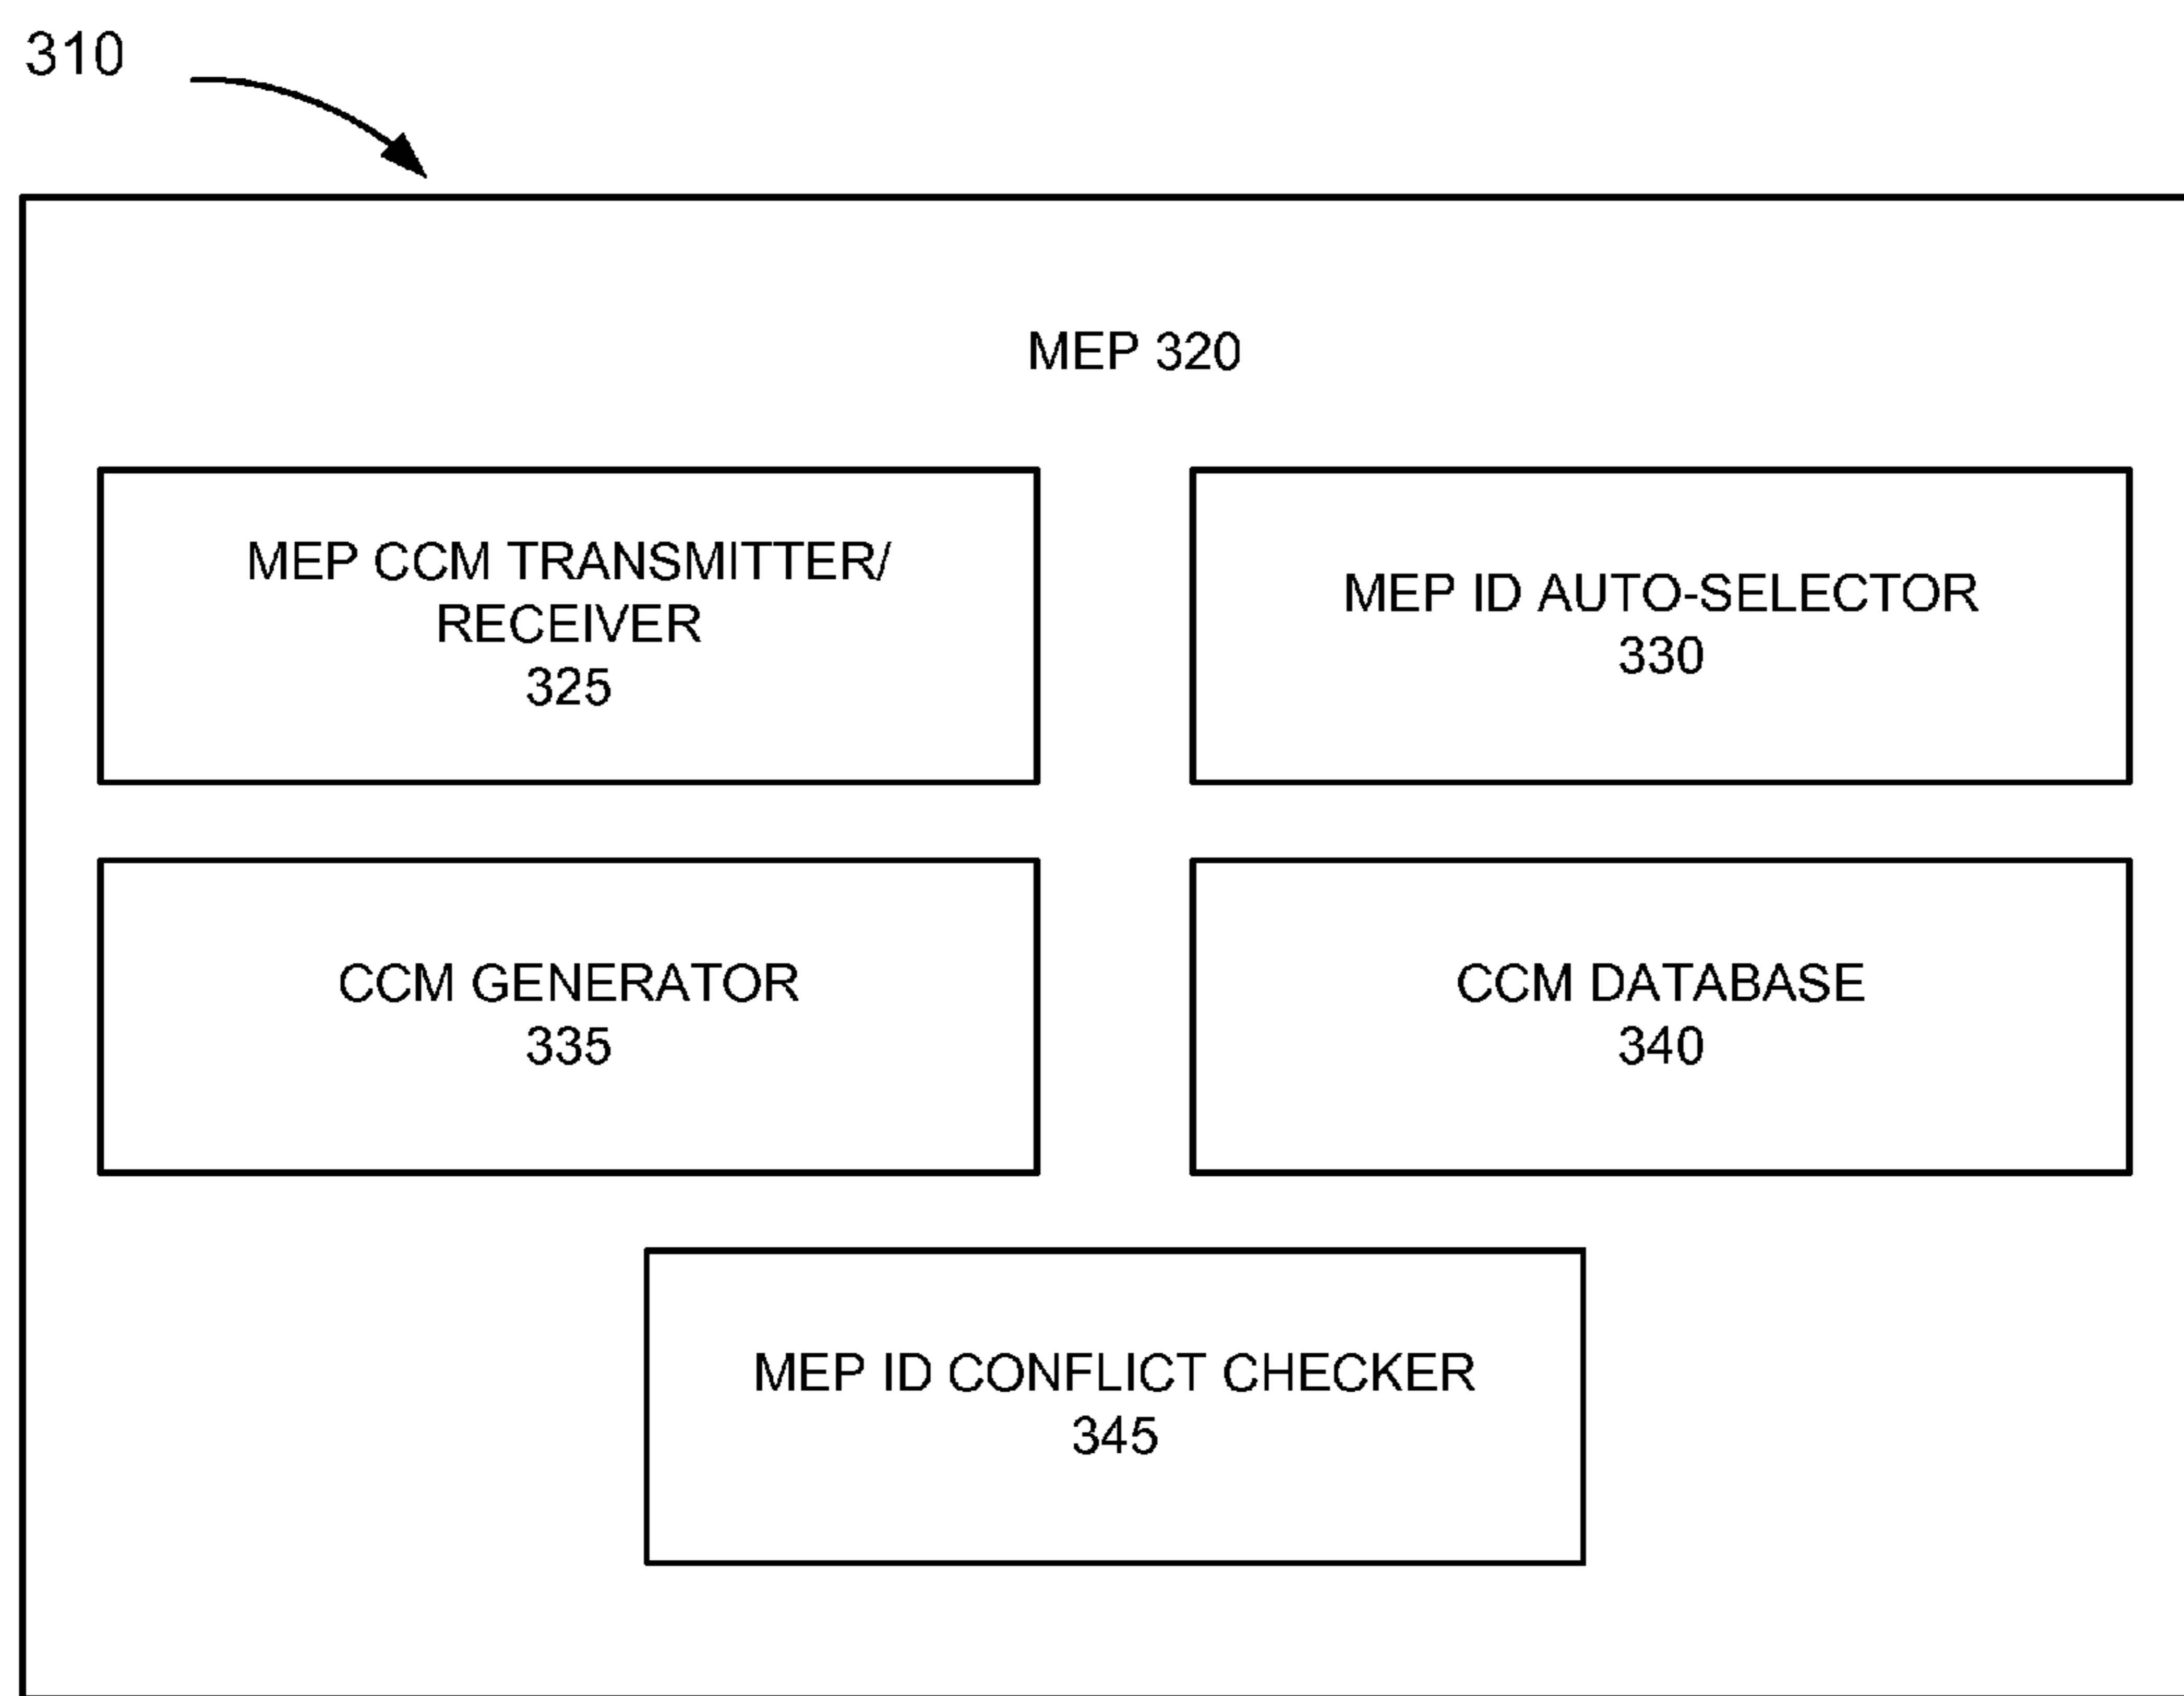 310
MEP 320
MEP CCM TRANSMITTER/
RECEIVER
325
MEP ID AUTO-SELECTOR
330
CCM GENERATOR
335
CCM DATABASE
340
MEP ID CONFLICT CHECKER
345